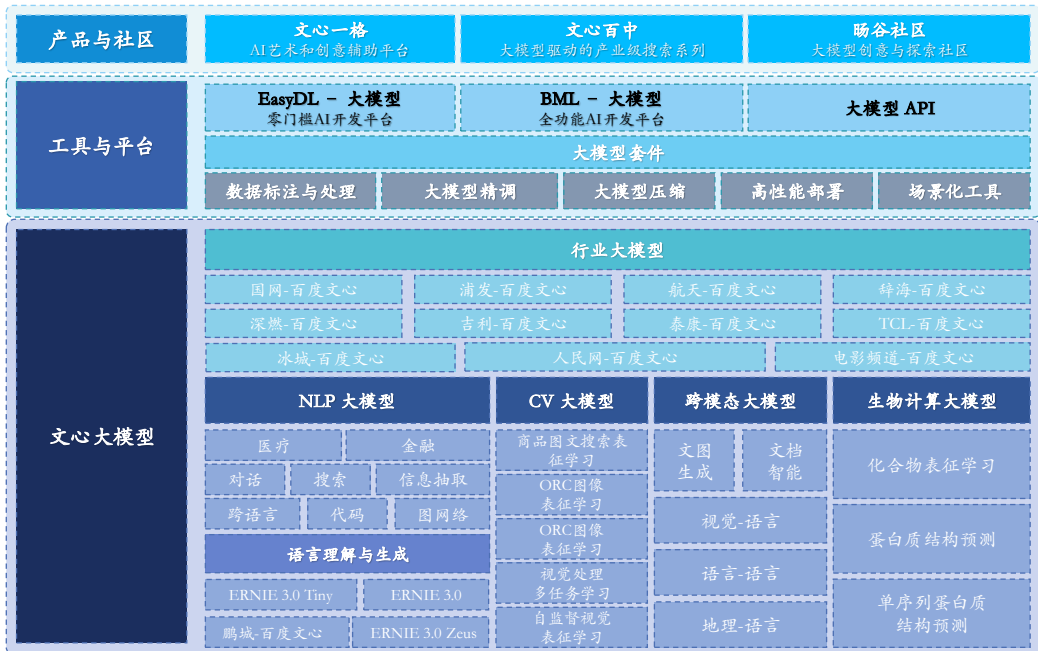 产品与社区
文心一格
AI艺术和创意辅助平台
文心百中
大模型驱动的产业级搜索系列
旸谷社区
大模型创意与探索社区
工具与平台
EasyDL - 大模型
零门槛AI开发平台
BML - 大模型
全功能AI开发平台
大模型 API
大模型套件
数据标注与处理
大模型精调
大模型压缩
高性能部署
场景化工具
文心大模型
行业大模型
国网-百度文心
浦发-百度文心
航天-百度文心
辞海-百度文心
深燃-百度文心
吉利-百度文心
泰康-百度文心
TCL-百度文心
冰城-百度文心
人民网-百度文心
电影频道-百度文心
NLP 大模型
医疗
金融
对话
搜索
信息抽取
跨语言
代码
图网络
语言理解与生成
ERNIE 3.0 Tiny
ERNIE 3.0
鹏城-百度文心
ERNIE 3.0 Zeus
CV 大模型
商品图文搜索表
征学习
ORC图像
表征学习
ORC图像
表征学习
视觉处理
多任务学习
自监督视觉
表征学习
跨模态大模型
文图
生成
文档
智能
视觉-语言
语言-语言
地理-语言
生物计算大模型
化合物表征学习
蛋白质结构预测
单序列蛋白质
结构预测